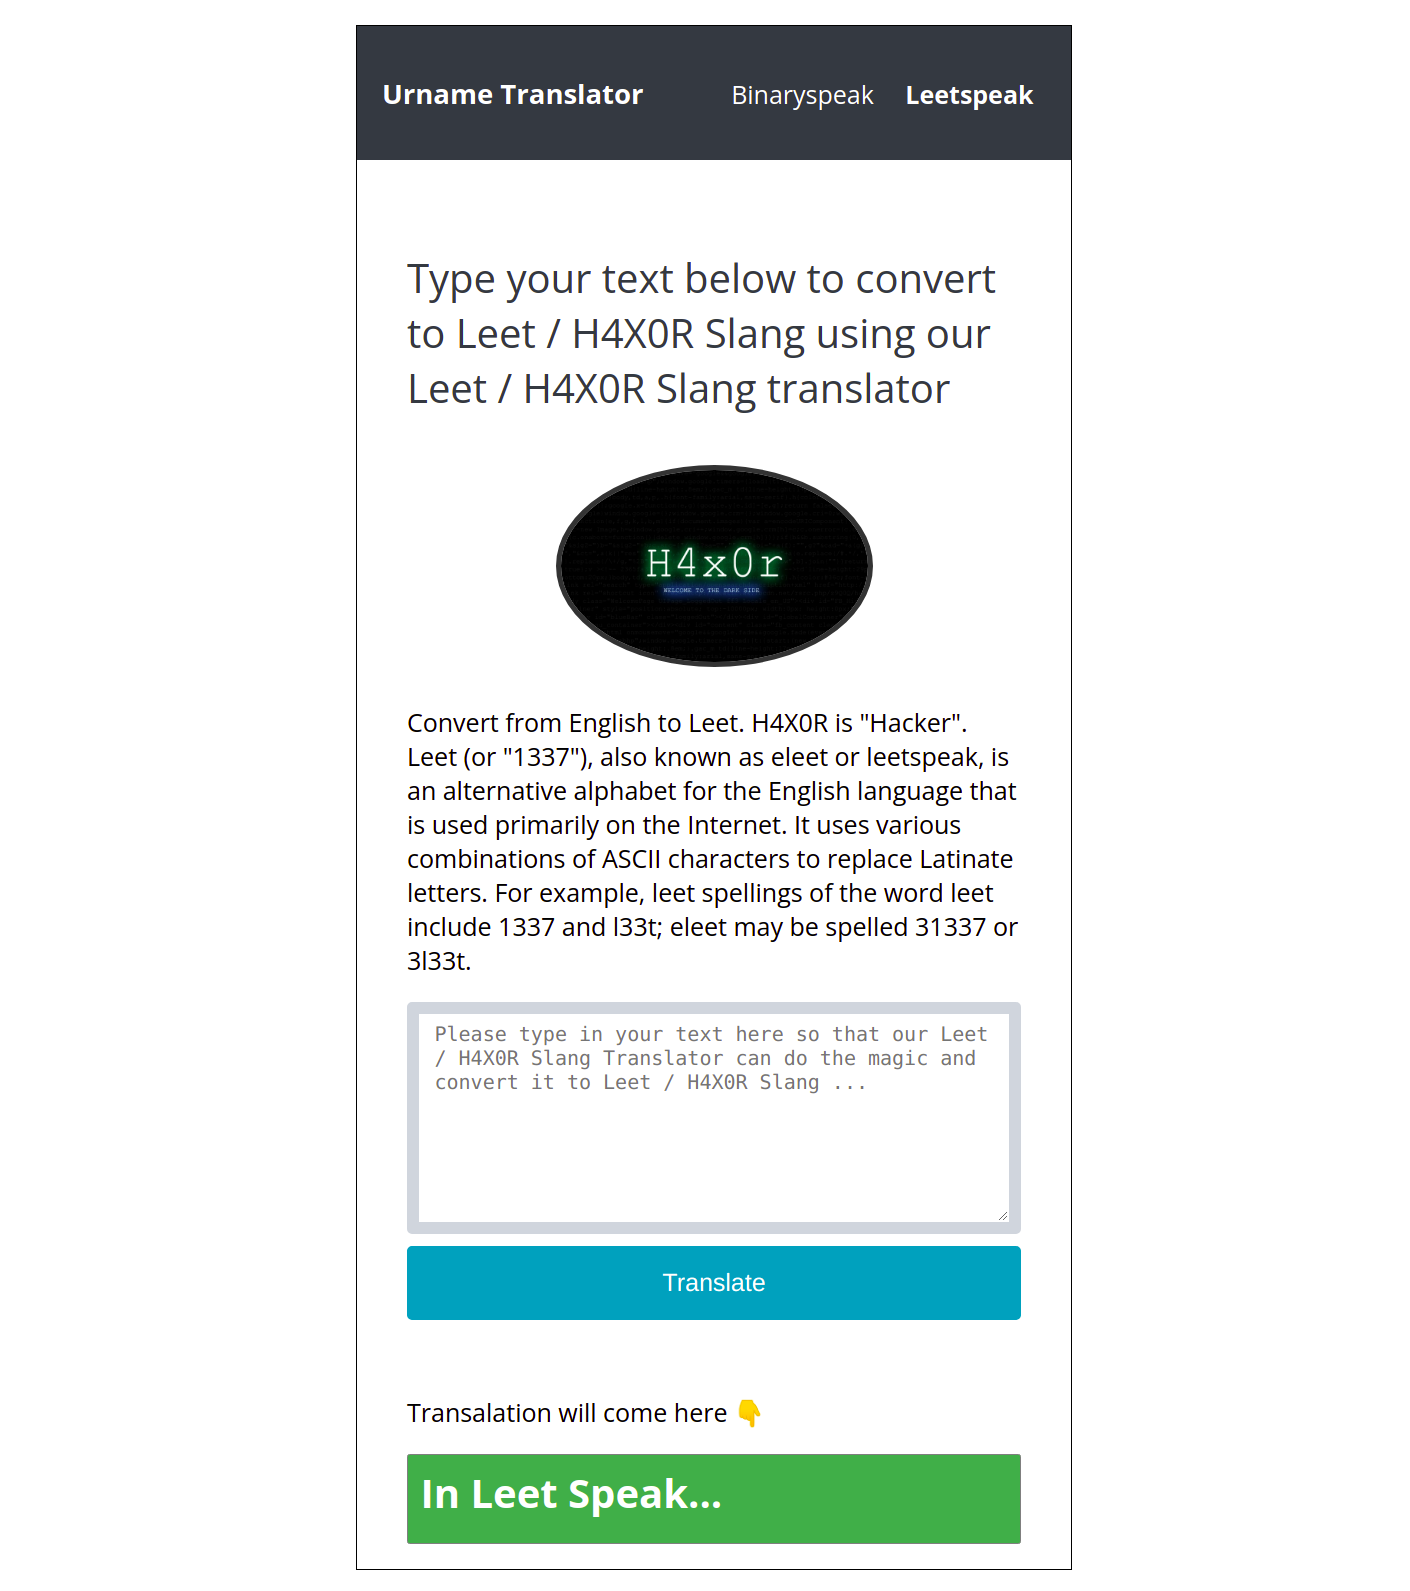 Urname Translator Binaryspeak Leetspeak
Type your text below to convert
to Leet / H4X0R Slang using our
Leet / H4X0R Slang translator
H4x0r
WELCOME TO THE DARK SIDE
Convert from English to Leet. H4X0R is "Hacker".
Leet (or "1337"), also known as eleet or leetspeak, is
an alternative alphabet for the English language that
is used primarily on the Internet. It uses various
combinations of ASCII characters to replace Latinate
letters. For example, leet spellings of the word leet
include 1337 and l33t; eleet may be spelled 31337 or
3l33t.
Please type in your text here so that our Leet
/ H4X0R Slang Translator can do the magic and
convert it to Leet / H4X0R Slang ...
Translate
Transalation will come here 👇
In Leet Speak...